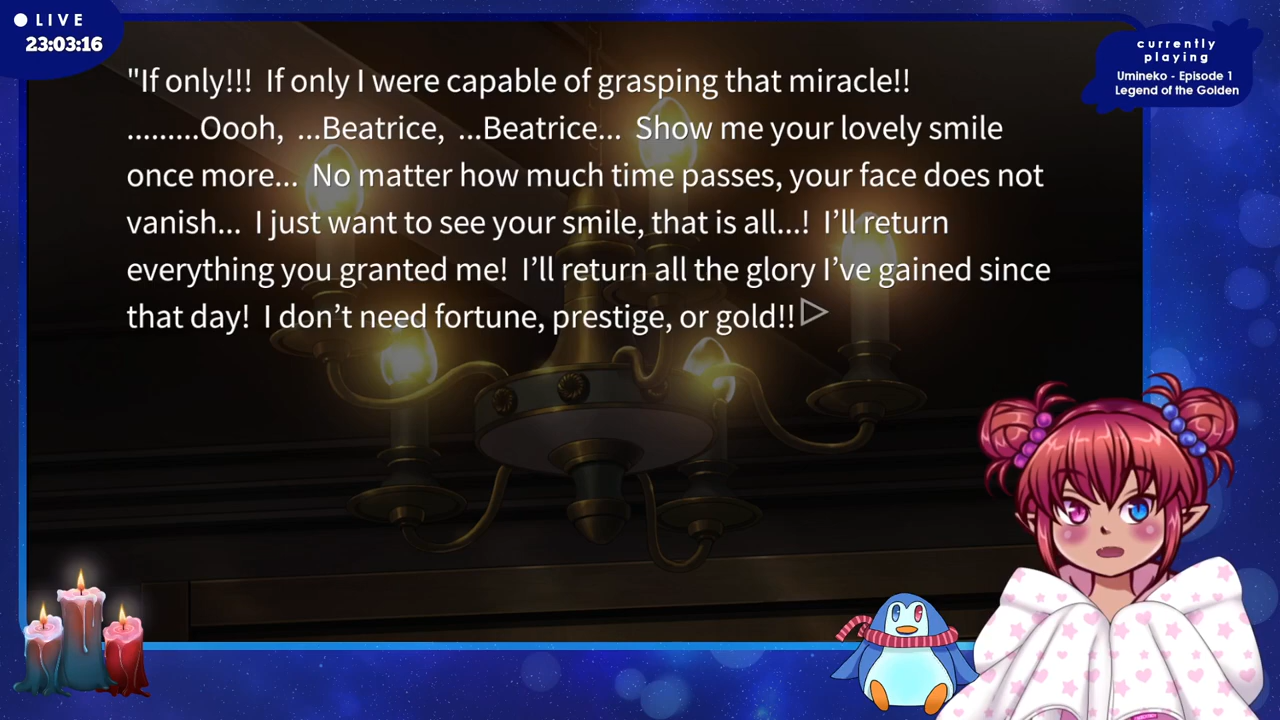 LIVE
23:03:16
currently
playing
Umineko - Episode 1
Legend of the Golden
"If only!!! If only I were capable of grasping that miracle!!
.........Oooh, ...Beatrice, ...Beatrice... Show me your lovely smile
once more... No matter how much time passes, your face does not
vanish... I just want to see your smile, that is all...! I’ll return
everything you granted me! I’ll return all the glory I’ve gained since
that day! I don’t need fortune, prestige, or gold!!